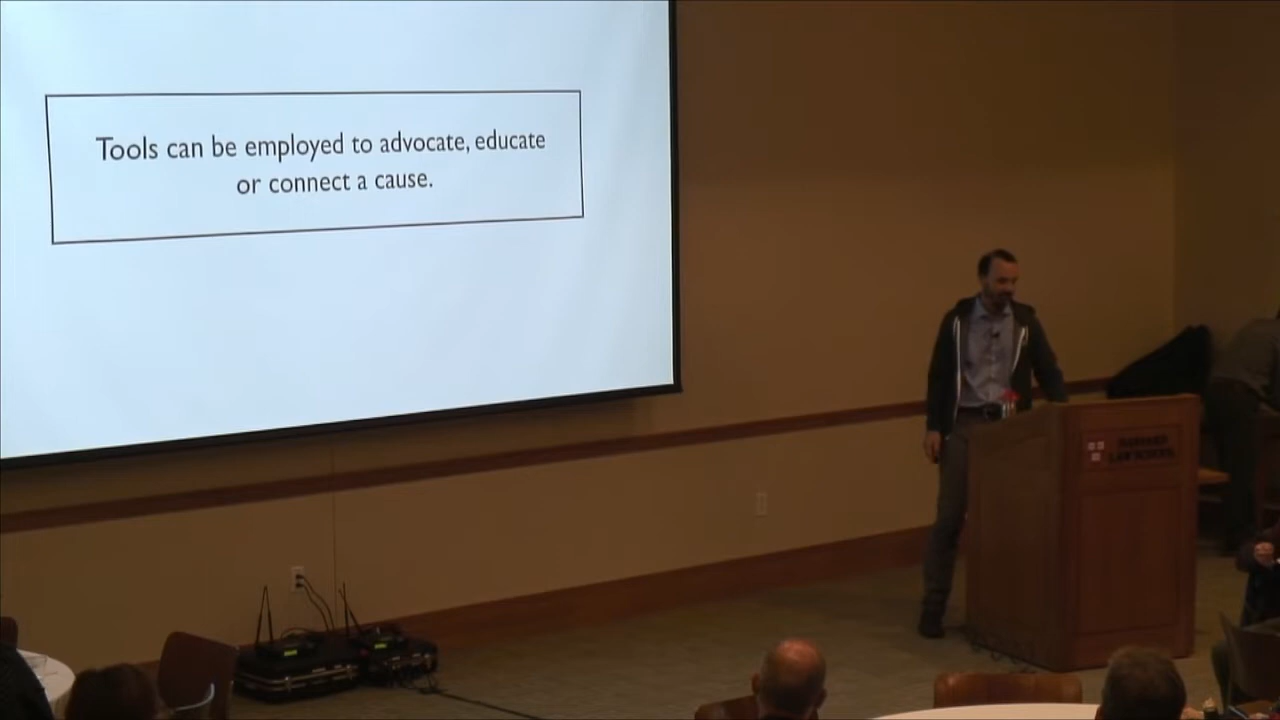 Tools can be employed to advocate, educate
or connect a cause.
HARVARD
LAW SCHOOL